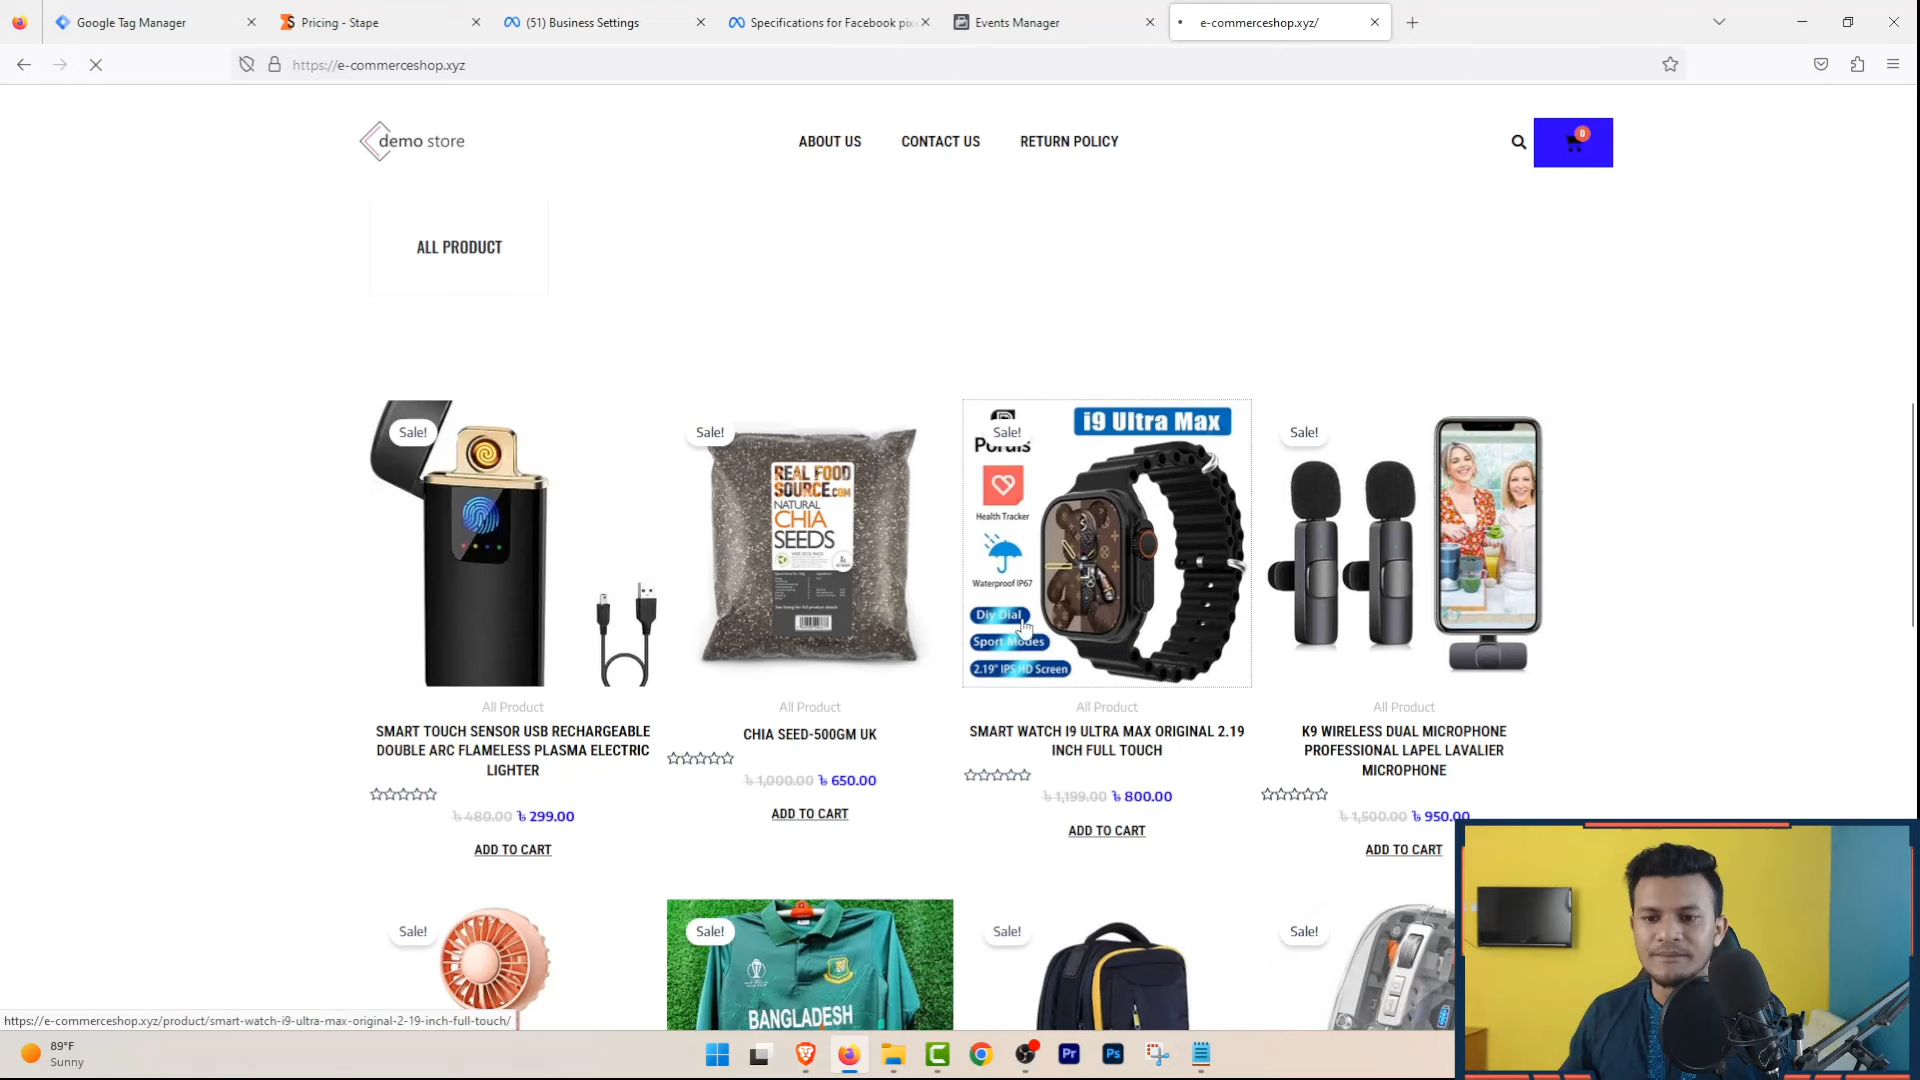 Google Tag Manager
Pricing - Stape
(51) Business Settings
Specifications for Facebook pix
Events Manager
e-commerceshop.xyz/
https://e-commerceshop.xyz
demo store
ABOUT US
CONTACT US
RETURN POLICY
0
ALL PRODUCT
Sale!
Sale!
Sale!
Sale!
REAL FOOD
SOURCE.COM
NATURAL
CHIA
SEEDS
i9 Ultra Max
Health Tracker
Waterproof IP67
Diy Dial
Sport Modes
2.19" IPS HD Screen
All Product
All Product
All Product
All Product
SMART TOUCH SENSOR USB RECHARGEABLE
DOUBLE ARC FLAMELESS PLASMA ELECTRIC
LIGHTER
৳ 480.00 ৳ 299.00
ADD TO CART
CHIA SEED-500GM UK
৳ 1,000.00 ৳ 650.00
ADD TO CART
SMART WATCH I9 ULTRA MAX ORIGINAL 2.19
INCH FULL TOUCH
৳ 1,199.00 ৳ 800.00
ADD TO CART
K9 WIRELESS DUAL MICROPHONE
PROFESSIONAL LAPEL LAVALIER
MICROPHONE
৳ 1,500.00 ৳ 950.00
ADD TO CART
Sale!
Sale!
Sale!
Sale!
BANGLADESH
https://e-commerceshop.xyz/product/smart-watch-i9-ultra-max-original-2-19-inch-full-touch/
89°F
Sunny
Pr
Ps